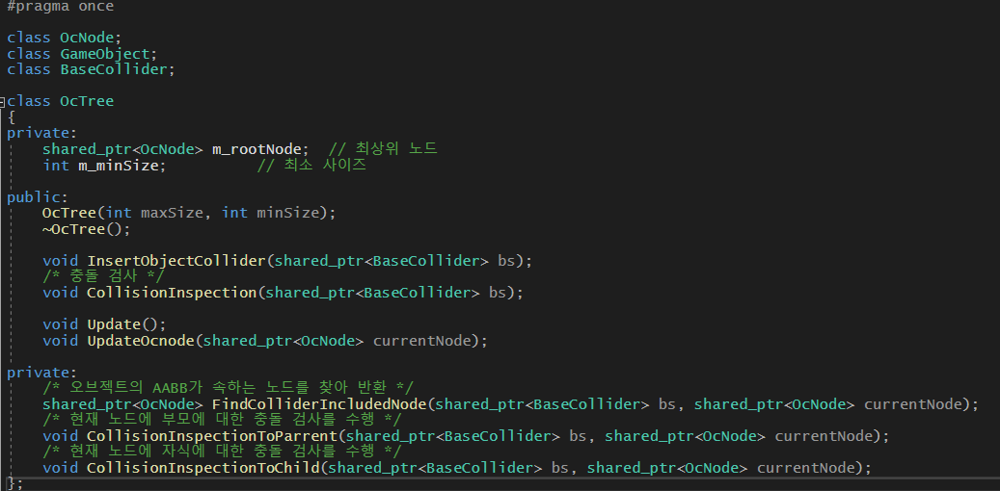 #pragma once
class OcNode;
class GameObject;
class BaseCollider;
class OcTree
{
private:
shared_ptr<OcNode> m_rootNode; // 최상위 노드
int m_minSize; // 최소 사이즈
public:
OcTree(int maxSize, int minSize);
~OcTree();
void InsertObjectCollider(shared_ptr<BaseCollider> bs);
/* 충돌 검사 */
void CollisionInspection(shared_ptr<BaseCollider> bs);
void Update();
void UpdateOcnode(shared_ptr<OcNode> currentNode);
private:
/* 오브젝트의 AABB가 속하는 노드를 찾아 반환 */
shared_ptr<OcNode> FindColliderIncludedNode(shared_ptr<BaseCollider> bs, shared_ptr<OcNode> currentNode);
/* 현재 노드에 부모에 대한 충돌 검사를 수행 */
void CollisionInspectionToParrent(shared_ptr<BaseCollider> bs, shared_ptr<OcNode> currentNode);
/* 현재 노드에 자식에 대한 충돌 검사를 수행 */
void CollisionInspectionToChild(shared_ptr<BaseCollider> bs, shared_ptr<OcNode> currentNode);
};